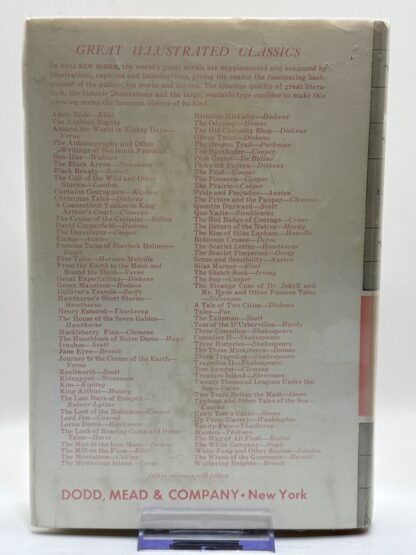 GREAT ILLUSTRATED CLASSICS
IN THIS NEW SERIES, the world's great novels are supplemented and enhanced by
illustrations, captions and introductions, giving the reader the fascinating back-
ground of the author, his works and his era. The timeless quality of great litera-
ture, the historic illustrations and the large, readable type combine to make this
growing series the foremost library of its kind.
Adam Bede—Eliot
The Arabian Nights
Around the World in Eighty Days—
Verne
The Autobiography and Other
Writings of Benjamin Franklin
Ben-Hur—Wallace
The Black Arrow—Stevenson
Black Beauty—Sewell
The Call of the Wild and Other
Stories—London
Captains Courageous—Kipling
Christmas Tales—Dickens
A Connecticut Yankee in King
Arthur's Court—Clemens
The Cruise of the Cachalot—Bullen
David Copperfield—Dickens
The Deerslayer—Cooper
Emma—Austen
Famous Tales of Sherlock Holmes—
Doyle
Five Tales—Herman Melville
From the Earth to the Moon and
Round the Moon—Verne
Great Expectations—Dickens
Green Mansions—Hudson
Gulliver's Travels—Swift
Hawthorne's Short Stories—
Hawthorne
Henry Esmond—Thackeray
The House of the Seven Gables—
Hawthorne
Huckleberry Finn—Clemens
The Hunchback of Notre Dame—Hugo
Ivanhoe—Scott
Jane Eyre—Brontë
Journey to the Center of the Earth—
Verne
Kenilworth—Scott
Kidnapped—Stevenson
Kim—Kipling
King Arthur—Malory
The Last Days of Pompeii—
Bulwer-Lytton
The Last of the Mohicans—Cooper
Lord Jim—Conrad
Lorna Doone—Blackmore
The Luck of Roaring Camp and Other
Tales—Harte
The Man in the Iron Mask—Dumas
The Mill on the Floss—Eliot
The Moonstone—Collins
The Mysterious Island—Verne
Nicholas Nickleby—Dickens
The Odyssey—Homer
The Old Curiosity Shop—Dickens
Oliver Twist—Dickens
The Oregon Trail—Parkman
The Pathfinder—Cooper
Père Goriot—De Balzac
Pickwick Papers—Dickens
The Pilot—Cooper
The Pioneers—Cooper
The Prairie—Cooper
Pride and Prejudice—Austen
The Prince and the Pauper—Clemens
Quentin Durward—Scott
Quo Vadis—Sienkiewicz
The Red Badge of Courage—Crane
The Return of the Native—Hardy
The Rise of Silas Lapham—Howells
Robinson Crusoe—Defoe
The Scarlet Letter—Hawthorne
The Scarlet Pimpernel—Orczy
Sense and Sensibility—Austen
Silas Marner—Eliot
The Sketch Book—Irving
The Spy—Cooper
The Strange Case of Dr. Jekyll and
Mr. Hyde and Other Famous Tales
—Stevenson
A Tale of Two Cities—Dickens
Tales—Poe
The Talisman—Scott
Tess of the D'Urbervilles—Hardy
Three Comedies—Shakespeare
Comedies II—Shakespeare
Three Histories—Shakespeare
The Three Musketeers—Dumas
Three Tragedies—Shakespeare
Tragedies II—Shakespeare
Tom Sawyer—Clemens
Treasure Island—Stevenson
Twenty Thousand Leagues Under the
Sea—Verne
Two Years Before the Mast—Dana
Typhoon and Other Tales of the Sea—
Conrad
Uncle Tom's Cabin—Stowe
Up From Slavery—Washington
Vanity Fair—Thackeray
Walden—Thoreau
The Way of All Flesh—Butler
The White Company—Doyle
White Fang and Other Stories—London
The Wreck of the Grosvenor—Russell
Wuthering Heights—Brontë
Other volumes will follow
DODD, MEAD & COMPANY • New York